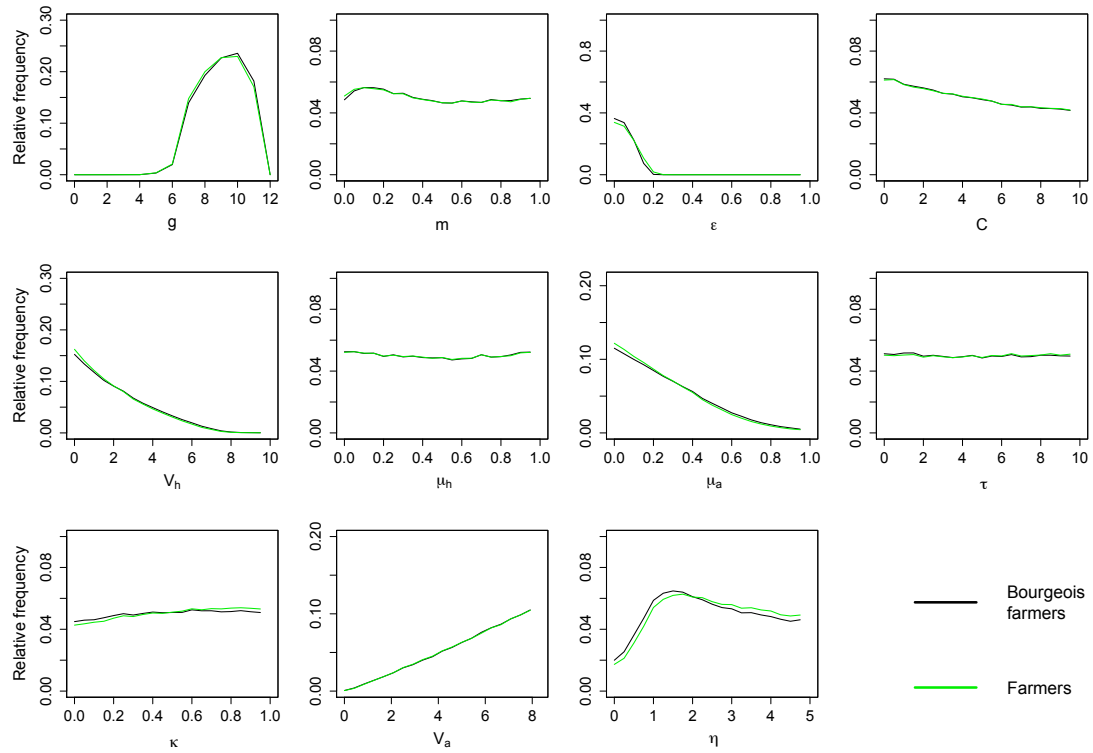 Relative frequency
0.00 0.10 0.20 0.30
0 2 4 6 8 10 12
g
0.00 0.04 0.08
0.0 0.2 0.4 0.6 0.8 1.0
m
0.0 0.2 0.4 0.6 0.8
0.0 0.2 0.4 0.6 0.8 1.0
ε
0.00 0.04 0.08
0 2 4 6 8 10
C
Relative frequency
0.00 0.10 0.20 0.30
0 2 4 6 8 10
Vh
0.00 0.04 0.08
0.0 0.2 0.4 0.6 0.8 1.0
μh
0.00 0.10 0.20
0.0 0.2 0.4 0.6 0.8 1.0
μa
0.00 0.04 0.08
0 2 4 6 8 10
τ
Relative frequency
0.00 0.04 0.08
0.0 0.2 0.4 0.6 0.8 1.0
κ
0.00 0.10 0.20
0 2 4 6 8
Va
0.00 0.04 0.08
0 1 2 3 4 5
η
Bourgeois
farmers
Farmers